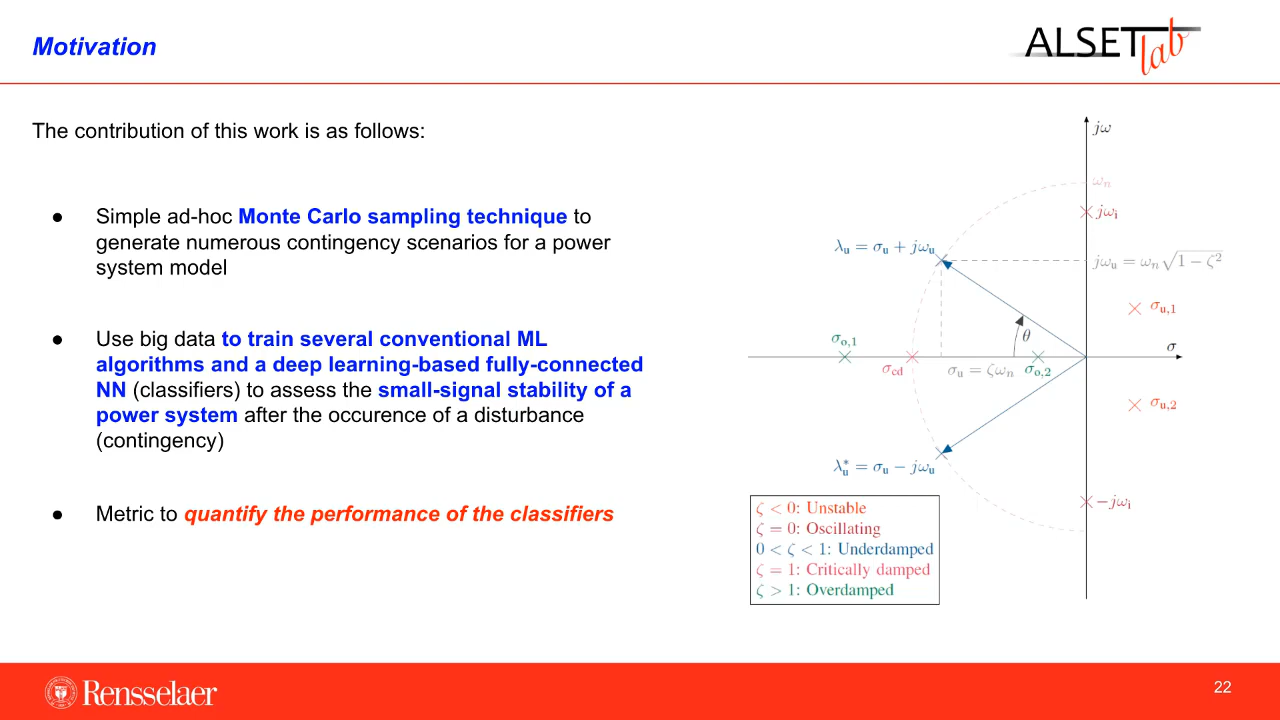 Motivation
ALSET lab
The contribution of this work is as follows:
● Simple ad-hoc Monte Carlo sampling technique to
generate numerous contingency scenarios for a power
system model
● Use big data to train several conventional ML
algorithms and a deep learning-based fully-connected
NN (classifiers) to assess the small-signal stability of a
power system after the occurence of a disturbance
(contingency)
● Metric to quantify the performance of the classifiers
jω
ωₙ
jωᵢ
λᵤ = σᵤ + jωᵤ
jωᵤ = ωₙ√(1 − ζ²)
σᵤ,₁
θ
σ
σₒ,₁
σ_cd
σᵤ = ζωₙ
σₒ,₂
σᵤ,₂
λᵤ* = σᵤ − jωᵤ
−jωᵢ
ζ < 0: Unstable
ζ = 0: Oscillating
0 < ζ < 1: Underdamped
ζ = 1: Critically damped
ζ > 1: Overdamped
Rensselaer
22